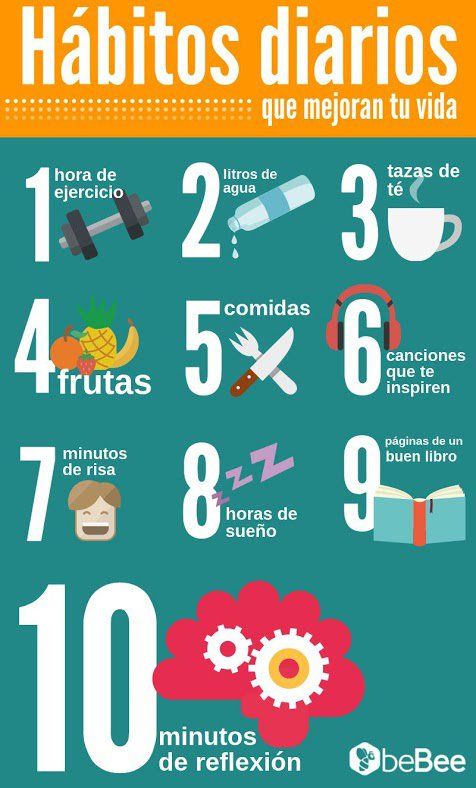 Hábitos diarios
que mejoran tu vida
1 hora de
ejercicio
2 litros de
agua
3 tazas de
té
4
frutas
5 comidas
6
canciones
que te
inspiren
7 minutos
de risa
8
horas de
sueño
9 páginas de un
buen libro
10
minutos
de reflexión
beBee